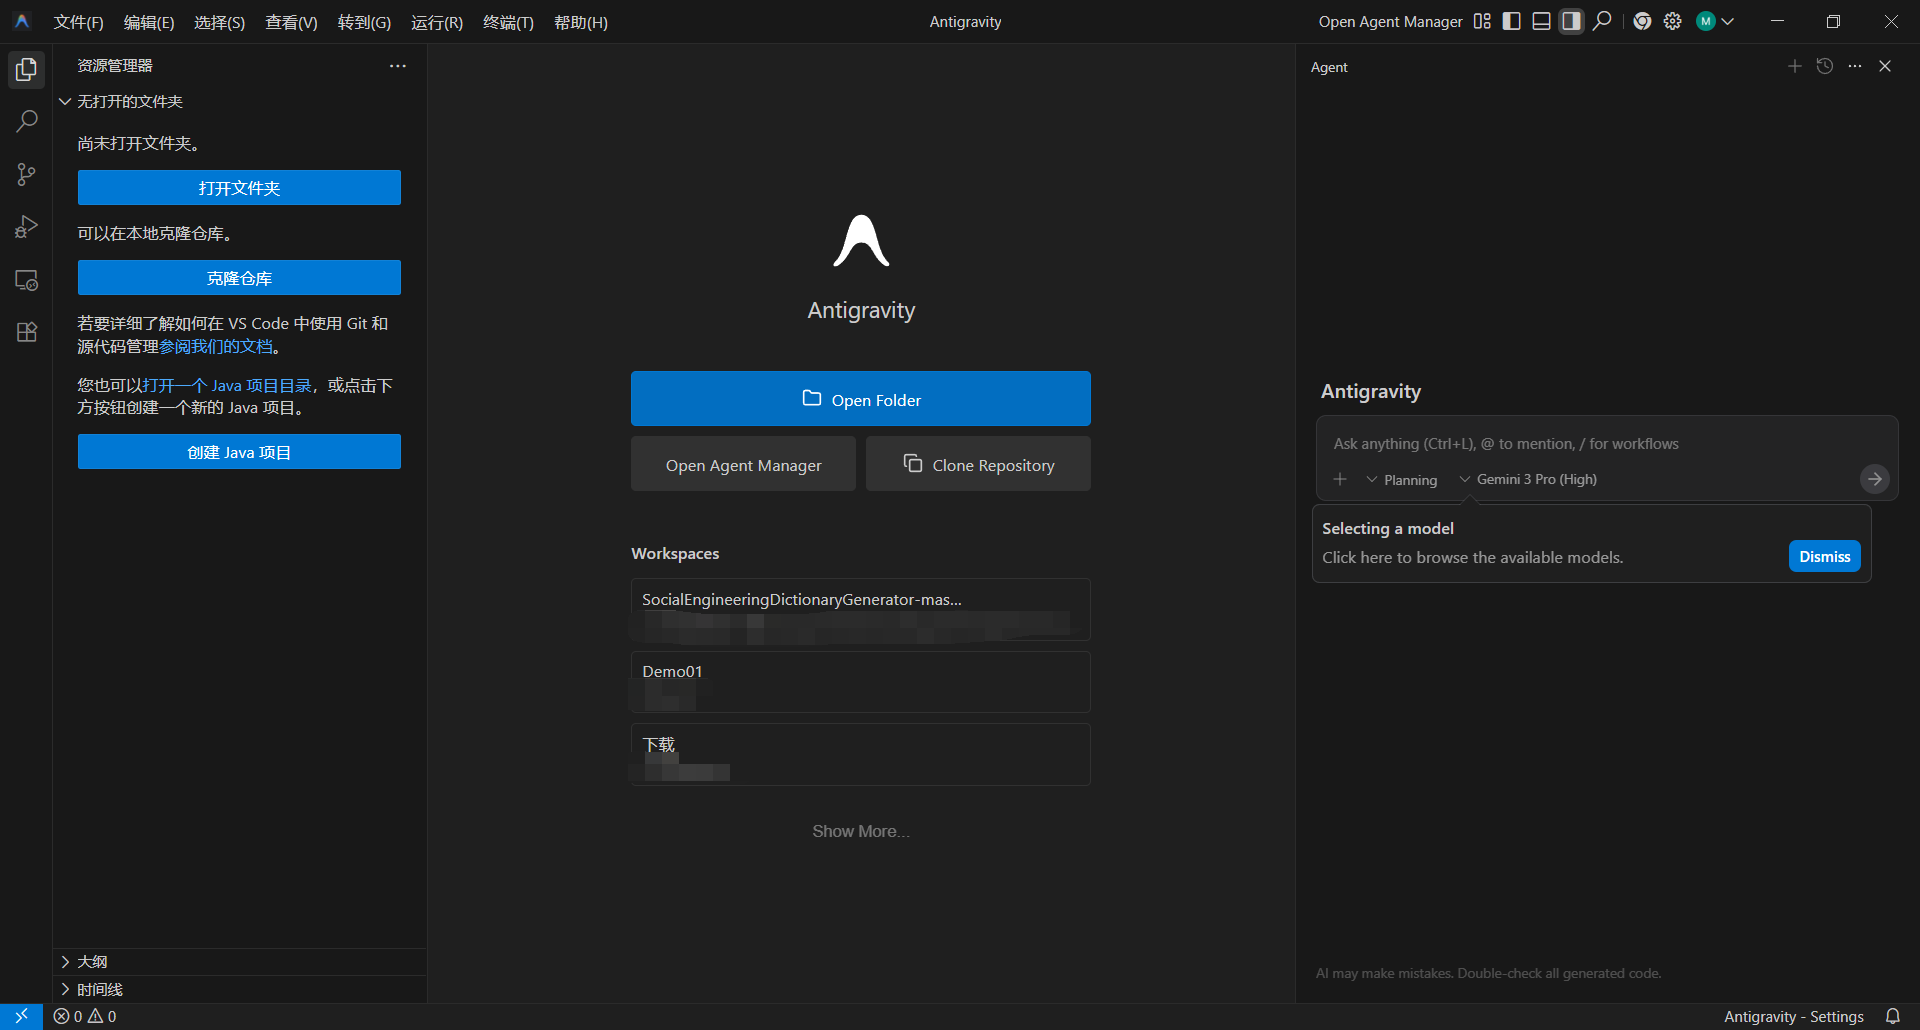 文件(F) 编辑(E) 选择(S) 查看(V) 转到(G) 运行(R) 终端(T) 帮助(H)
Antigravity
Open Agent Manager
M
资源管理器
无打开的文件夹
尚未打开文件夹。
打开文件夹
可以在本地克隆仓库。
克隆仓库
若要详细了解如何在 VS Code 中使用 Git 和
源代码管理参阅我们的文档。
您也可以打开一个 Java 项目目录，或点击下
方按钮创建一个新的 Java 项目。
创建 Java 项目
大纲
时间线
Antigravity
Open Folder
Open Agent Manager
Clone Repository
Workspaces
SocialEngineeringDictionaryGenerator-mas...
Demo01
下载
Show More...
Agent
Antigravity
Ask anything (Ctrl+L), @ to mention, / for workflows
Planning
Gemini 3 Pro (High)
Selecting a model
Click here to browse the available models.
Dismiss
AI may make mistakes. Double-check all generated code.
0 0
Antigravity - Settings